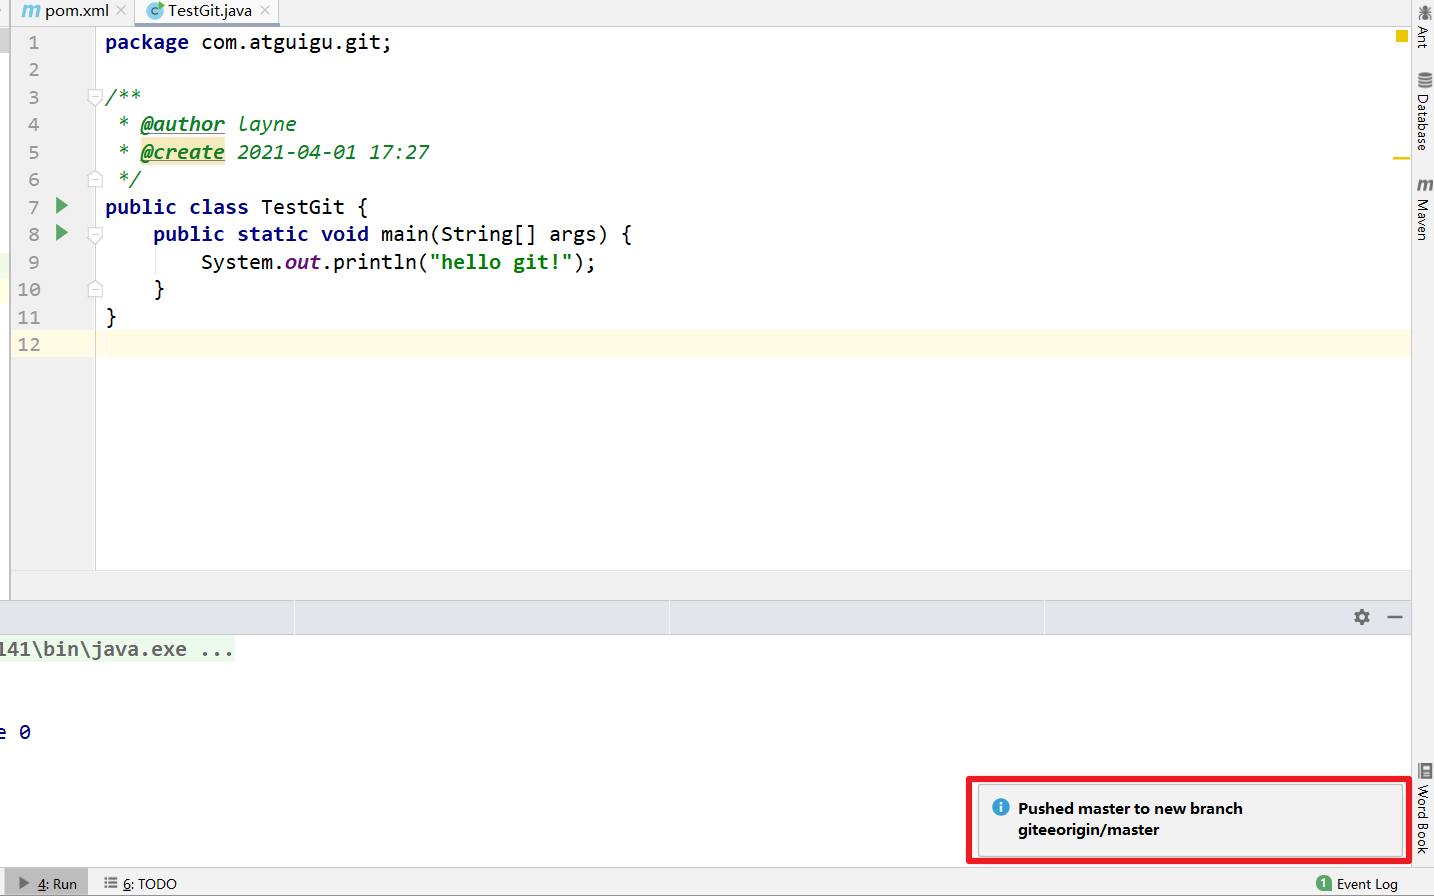 pom.xml
TestGit.java
1 package com.atguigu.git;
2
3 /**
4 * @author layne
5 * @create 2021-04-01 17:27
6 */
7 public class TestGit {
8 public static void main(String[] args) {
9 System.out.println("hello git!");
10 }
11 }
12
Ant
Database
Maven
141\bin\java.exe ...
e 0
Pushed master to new branch
giteeorigin/master
Word Book
4: Run
6: TODO
1 Event Log